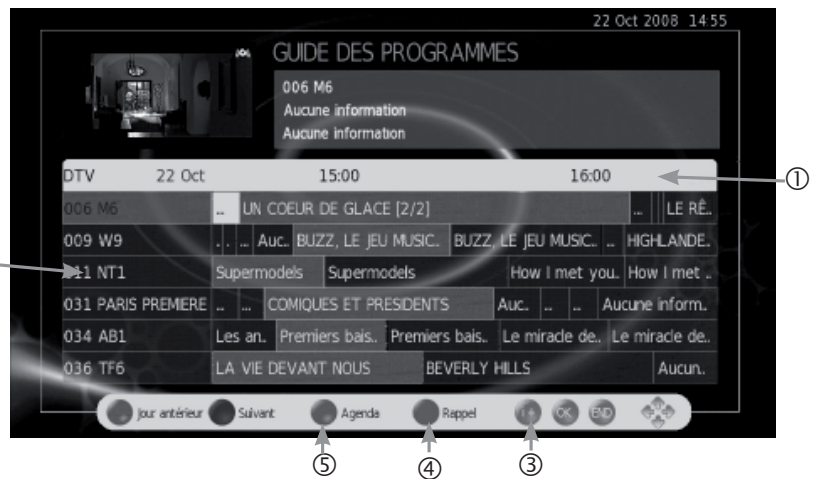 22 Oct 2008 14:55
GUIDE DES PROGRAMMES
006 M6
Aucune information
Aucune information
DTV 22 Oct 15:00 16:00 ①
006 M6 ... UN COEUR DE GLACE [2/2] ... LE RÊ..
009 W9 . . ... Auc.. BUZZ, LE JEU MUSIC.. BUZZ, LE JEU MUSIC.. .. HIGHLANDE..
NT1 Supermodels Supermodels How I met you.. How I met ..
031 PARIS PREMIERE .. ... COMIQUES ET PRESIDENTS Auc.. .. .. Aucune inform..
034 AB1 Les an.. Premiers bais.. Premiers bais.. Le miracle de.. Le miracle de..
036 TF6 LA VIE DEVANT NOUS BEVERLY HILLS Aucun..
Jour antérieur Suivant Agenda Rappel i+ OK END
⑤ ④ ③